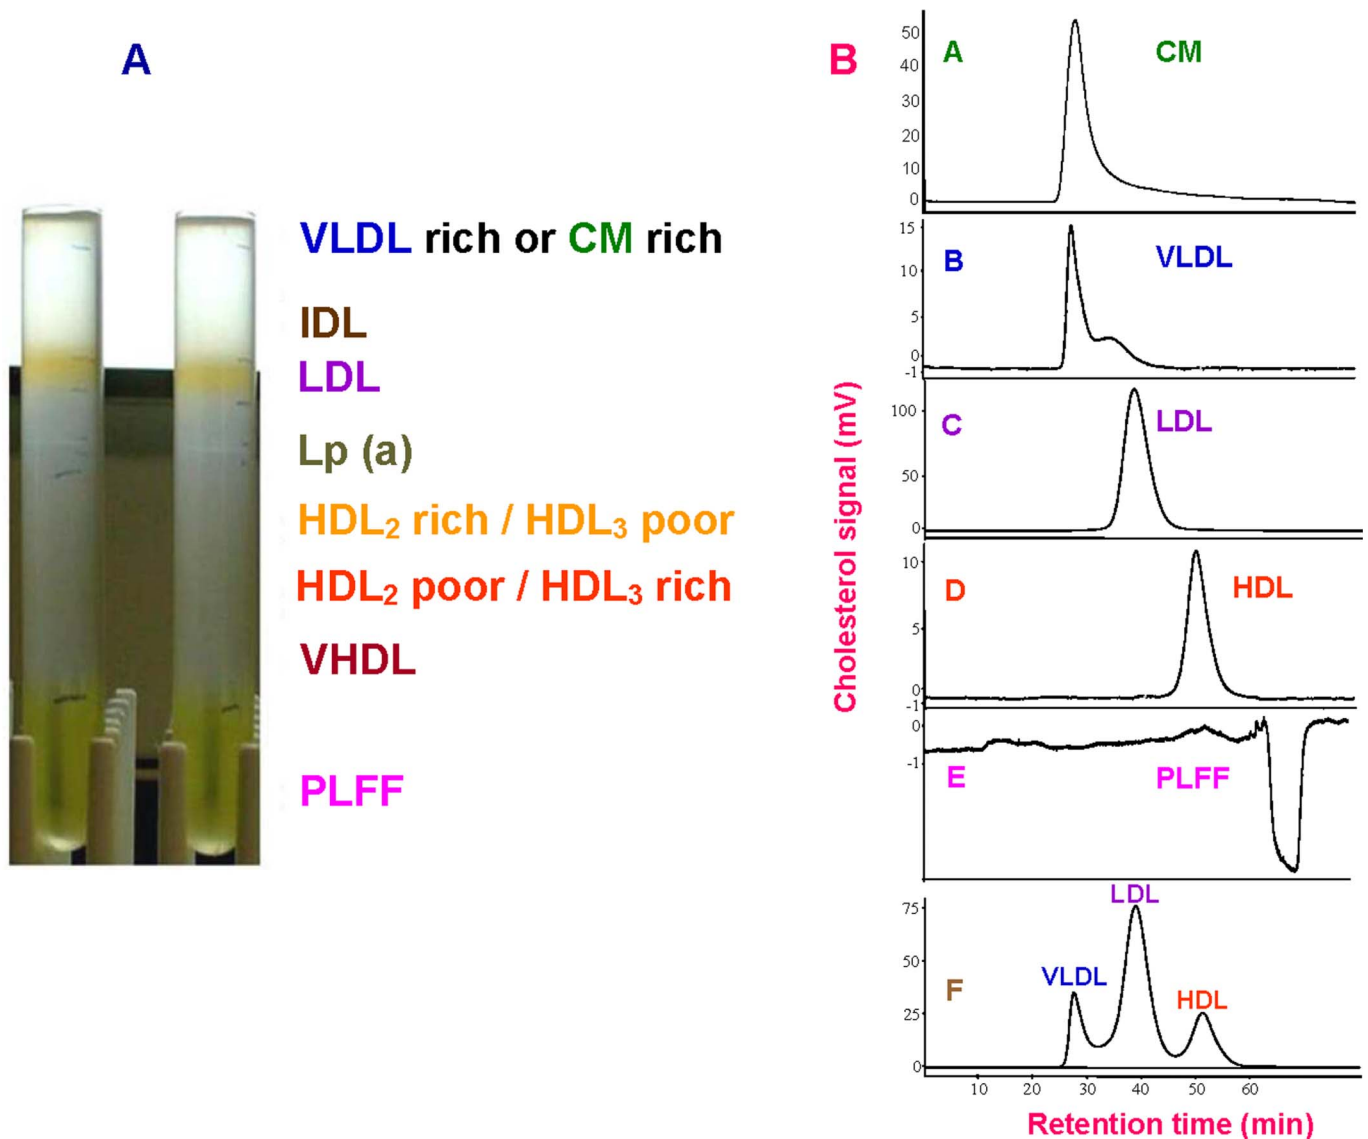 A
VLDL rich or CM rich
IDL
LDL
Lp (a)
HDL₂ rich / HDL₃ poor
HDL₂ poor / HDL₃ rich
VHDL
PLFF
B
Cholesterol signal (mV)
A
CM
50
40
30
20
10
0
B
VLDL
15
10
5
0
-1
C
LDL
100
50
0
D
HDL
10
5
0
-1
E
PLFF
0
-1
F
VLDL
LDL
HDL
75
50
25
0
10 20 30 40 50 60
Retention time (min)